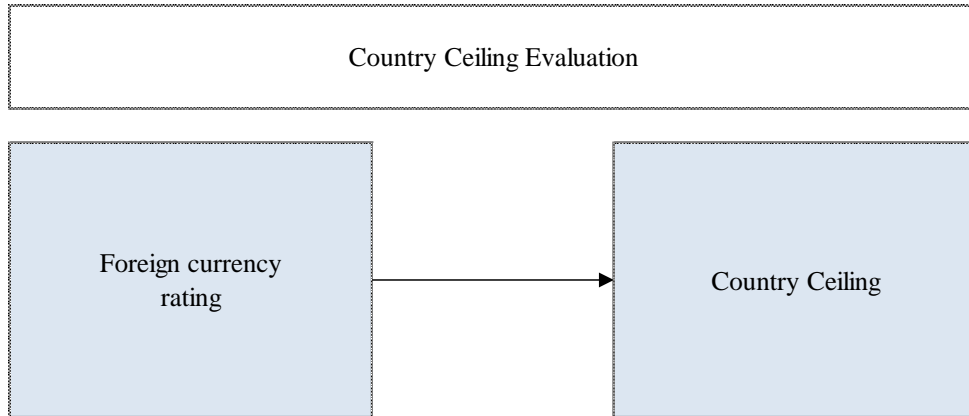 Country Ceiling Evaluation
Foreign currency
rating
Country Ceiling